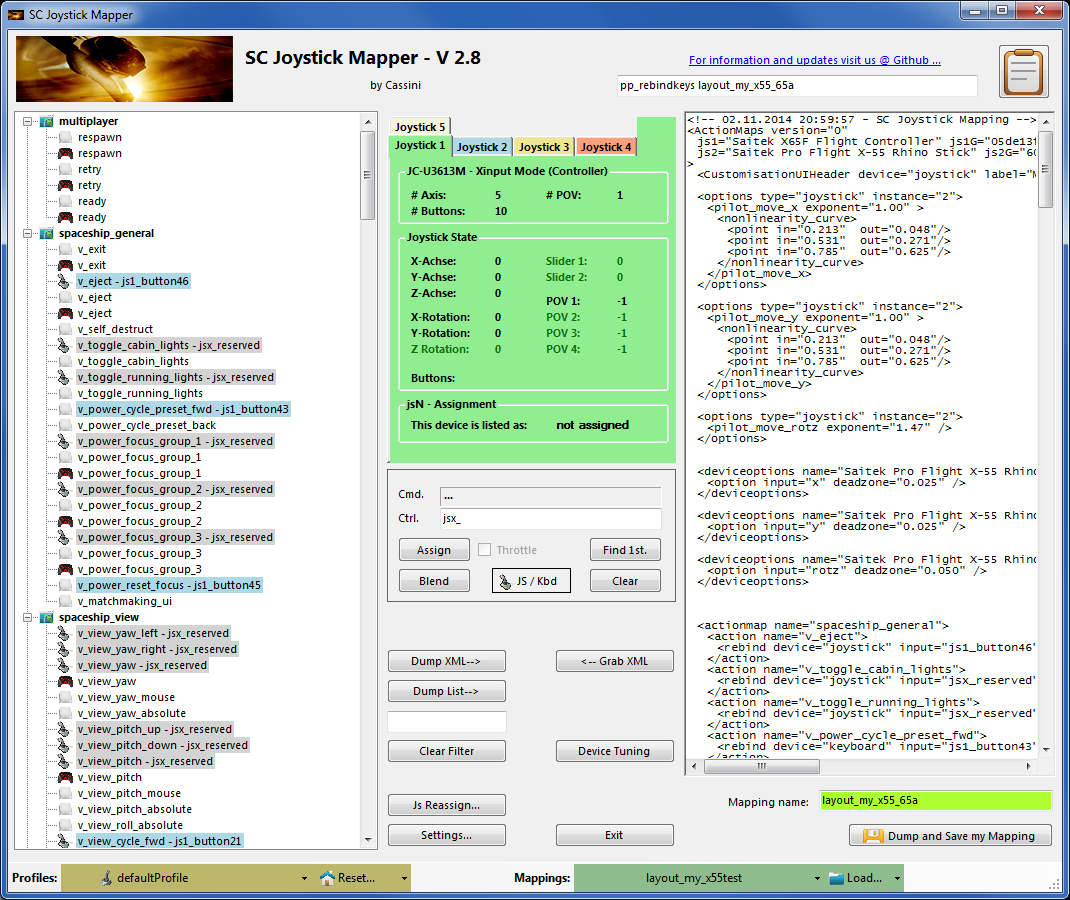 SC Joystick Mapper
SC Joystick Mapper - V 2.8
by Cassini
For information and updates visit us @ Github ...
pp_rebindkeys layout_my_x55_65a
multiplayer
respawn
respawn
retry
retry
ready
ready
spaceship_general
v_exit
v_exit
v_eject - js1_button46
v_eject
v_eject
v_self_destruct
v_toggle_cabin_lights - jsx_reserved
v_toggle_cabin_lights
v_toggle_running_lights - jsx_reserved
v_toggle_running_lights
v_power_cycle_preset_fwd - js1_button43
v_power_cycle_preset_back
v_power_focus_group_1 - jsx_reserved
v_power_focus_group_1
v_power_focus_group_1
v_power_focus_group_2 - jsx_reserved
v_power_focus_group_2
v_power_focus_group_2
v_power_focus_group_3 - jsx_reserved
v_power_focus_group_3
v_power_focus_group_3
v_power_reset_focus - js1_button45
v_matchmaking_ui
spaceship_view
v_view_yaw_left - jsx_reserved
v_view_yaw_right - jsx_reserved
v_view_yaw - jsx_reserved
v_view_yaw
v_view_yaw_mouse
v_view_yaw_absolute
v_view_pitch_up - jsx_reserved
v_view_pitch_down - jsx_reserved
v_view_pitch - jsx_reserved
v_view_pitch
v_view_pitch_mouse
v_view_pitch_absolute
v_view_roll_absolute
v_view_cycle_fwd - js1_button21
Joystick 5
Joystick 1 Joystick 2 Joystick 3 Joystick 4
JC-U3613M - Xinput Mode (Controller)
# Axis: 5 # POV: 1
# Buttons: 10
Joystick State
X-Achse: 0 Slider 1: 0
Y-Achse: 0 Slider 2: 0
Z-Achse: 0
POV 1: -1
X-Rotation: 0 POV 2: -1
Y-Rotation: 0 POV 3: -1
Z Rotation: 0 POV 4: -1
Buttons:
jsN - Assignment
This device is listed as: not assigned
Cmd. ...
Ctrl. jsx_
Assign Throttle Find 1st.
Blend JS / Kbd Clear
Dump XML--> <-- Grab XML
Dump List-->
Clear Filter Device Tuning
Js Reassign...
Settings... Exit
<!-- 02.11.2014 20:59:57 - SC Joystick Mapping -->
<ActionMaps version="0"
js1="Saitek X65F Flight Controller" js1G="05de13f
js2="Saitek Pro Flight X-55 Rhino Stick" js2G="60
>
<CustomisationUIHeader device="joystick" label="M
<options type="joystick" instance="2">
<pilot_move_x exponent="1.00" >
<nonlinearity_curve>
<point in="0.213" out="0.048"/>
<point in="0.531" out="0.271"/>
<point in="0.785" out="0.625"/>
</nonlinearity_curve>
</pilot_move_x>
</options>
<options type="joystick" instance="2">
<pilot_move_y exponent="1.00" >
<nonlinearity_curve>
<point in="0.213" out="0.048"/>
<point in="0.531" out="0.271"/>
<point in="0.785" out="0.625"/>
</nonlinearity_curve>
</pilot_move_y>
</options>
<options type="joystick" instance="2">
<pilot_move_rotz exponent="1.47" />
</options>
<deviceoptions name="Saitek Pro Flight X-55 Rhino
<option input="x" deadzone="0.025" />
</deviceoptions>
<deviceoptions name="Saitek Pro Flight X-55 Rhino
<option input="y" deadzone="0.025" />
</deviceoptions>
<deviceoptions name="Saitek Pro Flight X-55 Rhino
<option input="rotz" deadzone="0.050" />
</deviceoptions>
<actionmap name="spaceship_general">
<action name="v_eject">
<rebind device="joystick" input="js1_button46"
</action>
<action name="v_toggle_cabin_lights">
<rebind device="joystick" input="jsx_reserved"
</action>
<action name="v_toggle_running_lights">
<rebind device="joystick" input="jsx_reserved"
</action>
<action name="v_power_cycle_preset_fwd">
<rebind device="keyboard" input="js1_button43"
</action>
Mapping name: layout_my_x55_65a
Dump and Save my Mapping
Profiles: defaultProfile Reset... Mappings: layout_my_x55test Load...